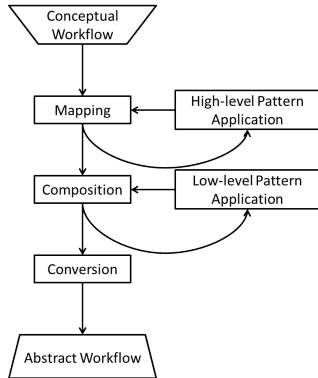 Conceptual
Workflow
Mapping
High-level Pattern
Application
Composition
Low-level Pattern
Application
Conversion
Abstract Workflow